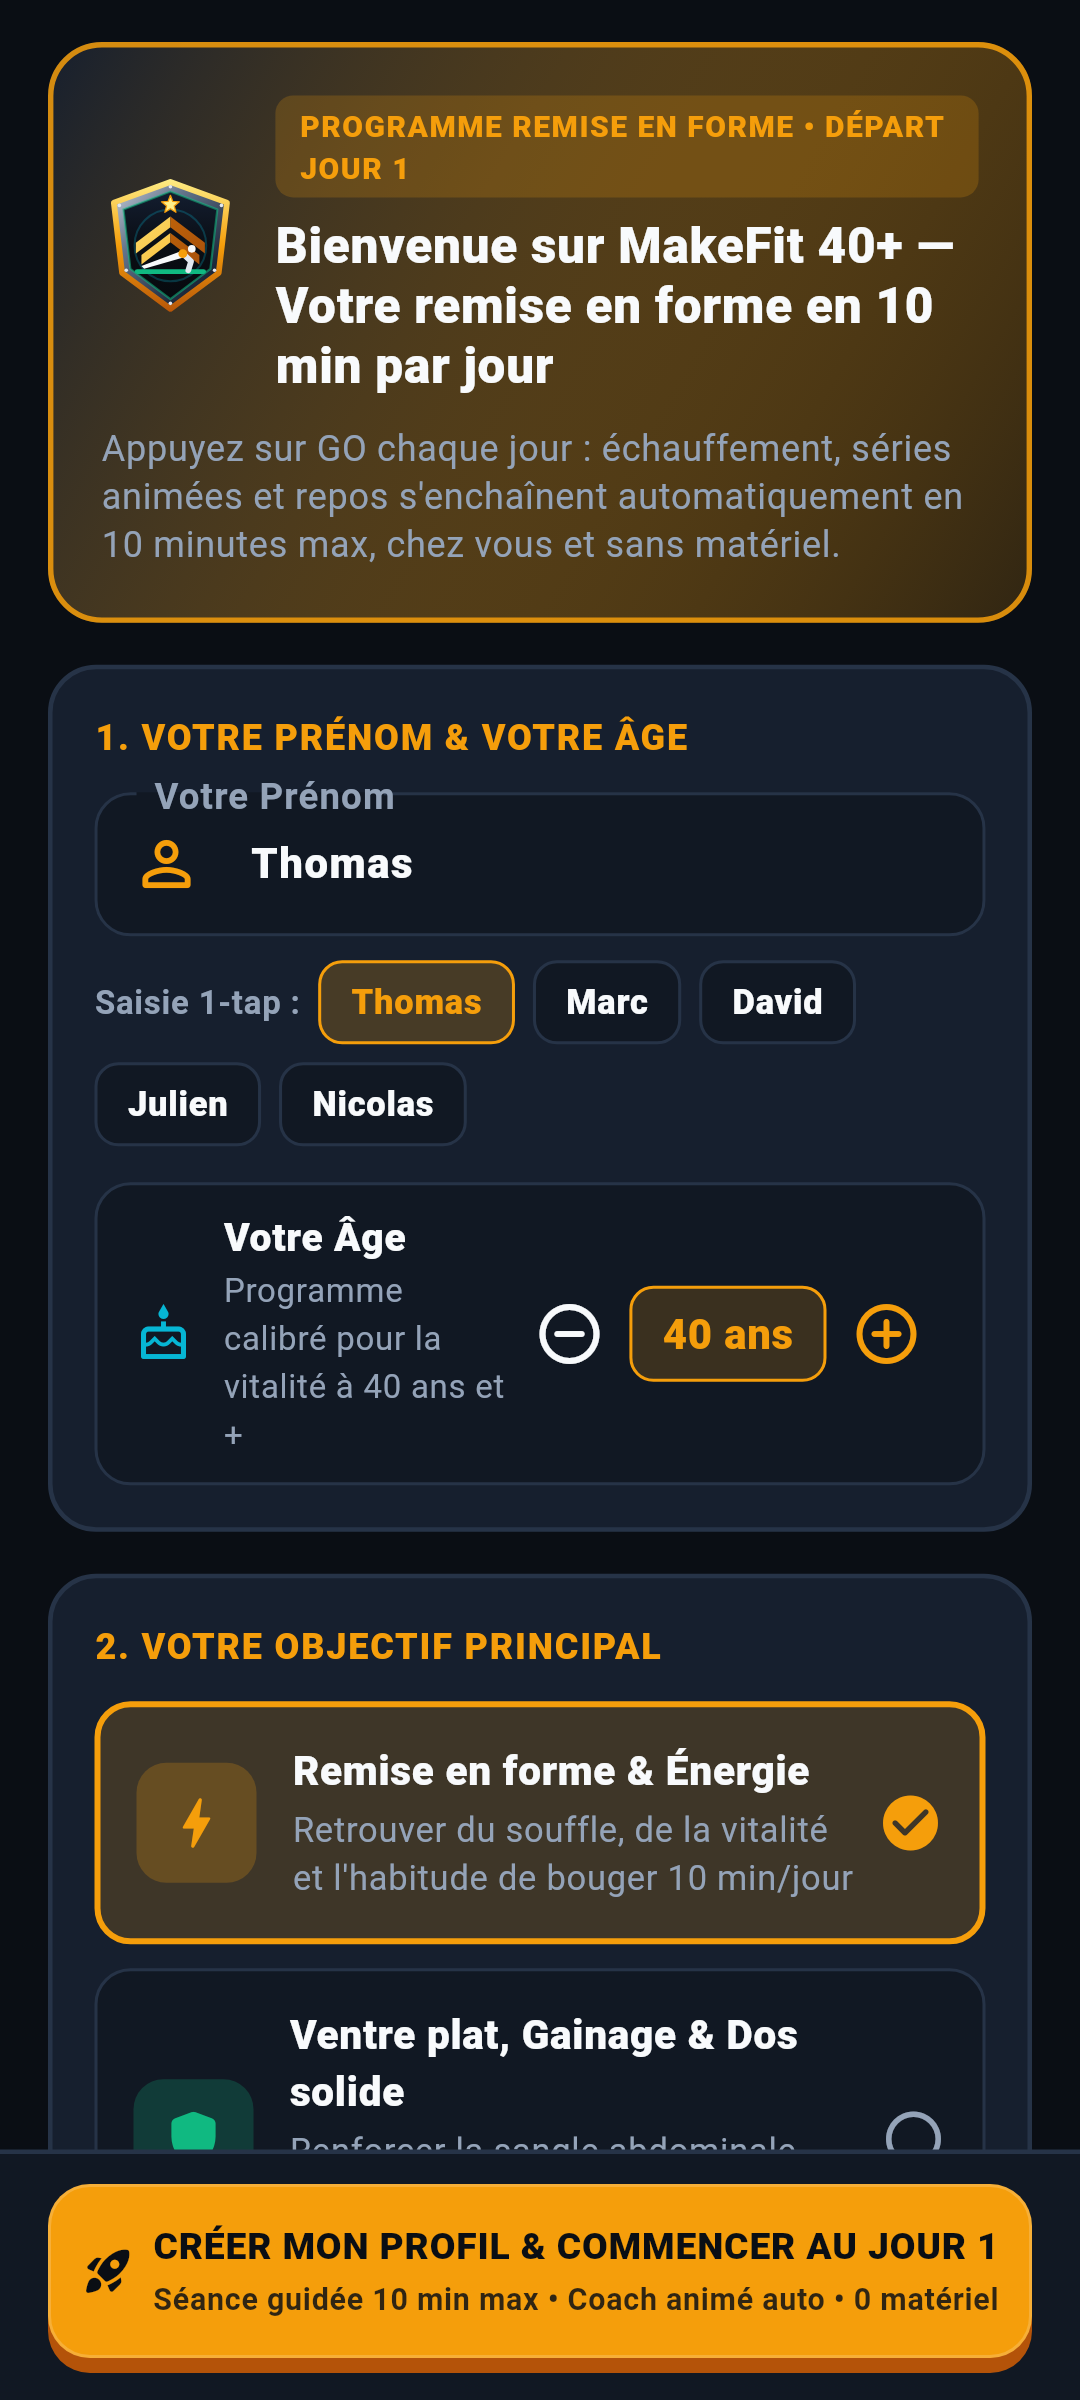 PROGRAMME REMISE EN FORME • DÉPART
JOUR 1
Bienvenue sur MakeFit 40+ —
Votre remise en forme en 10
min par jour
Appuyez sur GO chaque jour : échauffement, séries
animées et repos s'enchaînent automatiquement en
10 minutes max, chez vous et sans matériel.
1. VOTRE PRÉNOM & VOTRE ÂGE
Votre Prénom
Thomas
Saisie 1-tap :
Thomas
Marc
David
Julien
Nicolas
Votre Âge
Programme
calibré pour la
vitalité à 40 ans et
+
40 ans
2. VOTRE OBJECTIF PRINCIPAL
Remise en forme & Énergie
Retrouver du souffle, de la vitalité
et l'habitude de bouger 10 min/jour
Ventre plat, Gainage & Dos
solide
Renforcer la sangle abdominale
CRÉER MON PROFIL & COMMENCER AU JOUR 1
Séance guidée 10 min max • Coach animé auto • 0 matériel